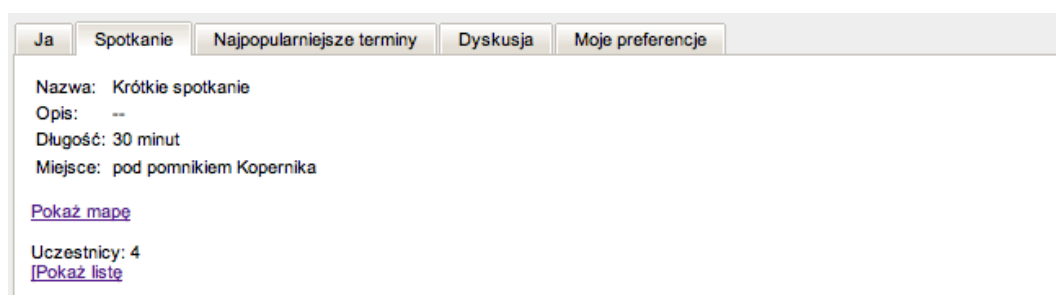 Ja Spotkanie Najpopularniejsze terminy Dyskusja Moje preferencje
Nazwa: Krótkie spotkanie
Opis: --
Długość: 30 minut
Miejsce: pod pomnikiem Kopernika
Pokaż mapę
Uczestnicy: 4
[Pokaż listę